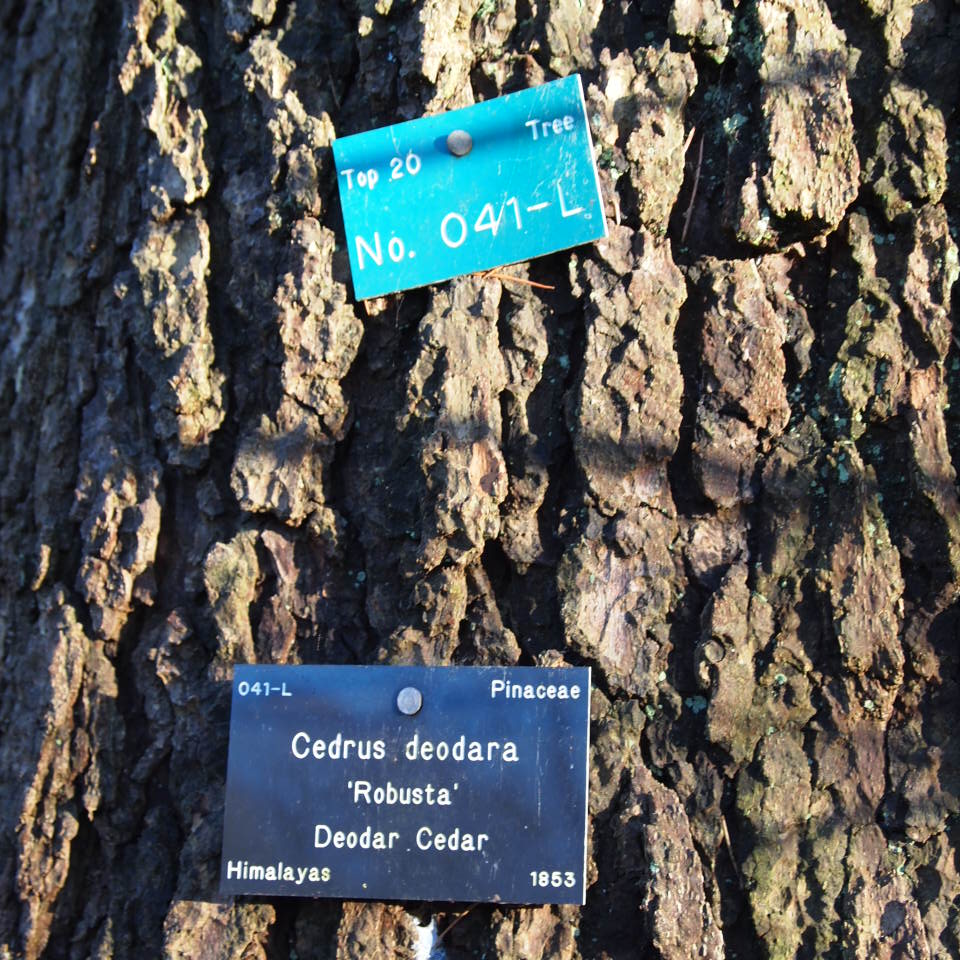 Top 20 Tree
No. 041-L
041-L Pinaceae
Cedrus deodara
'Robusta'
Deodar Cedar
Himalayas 1853